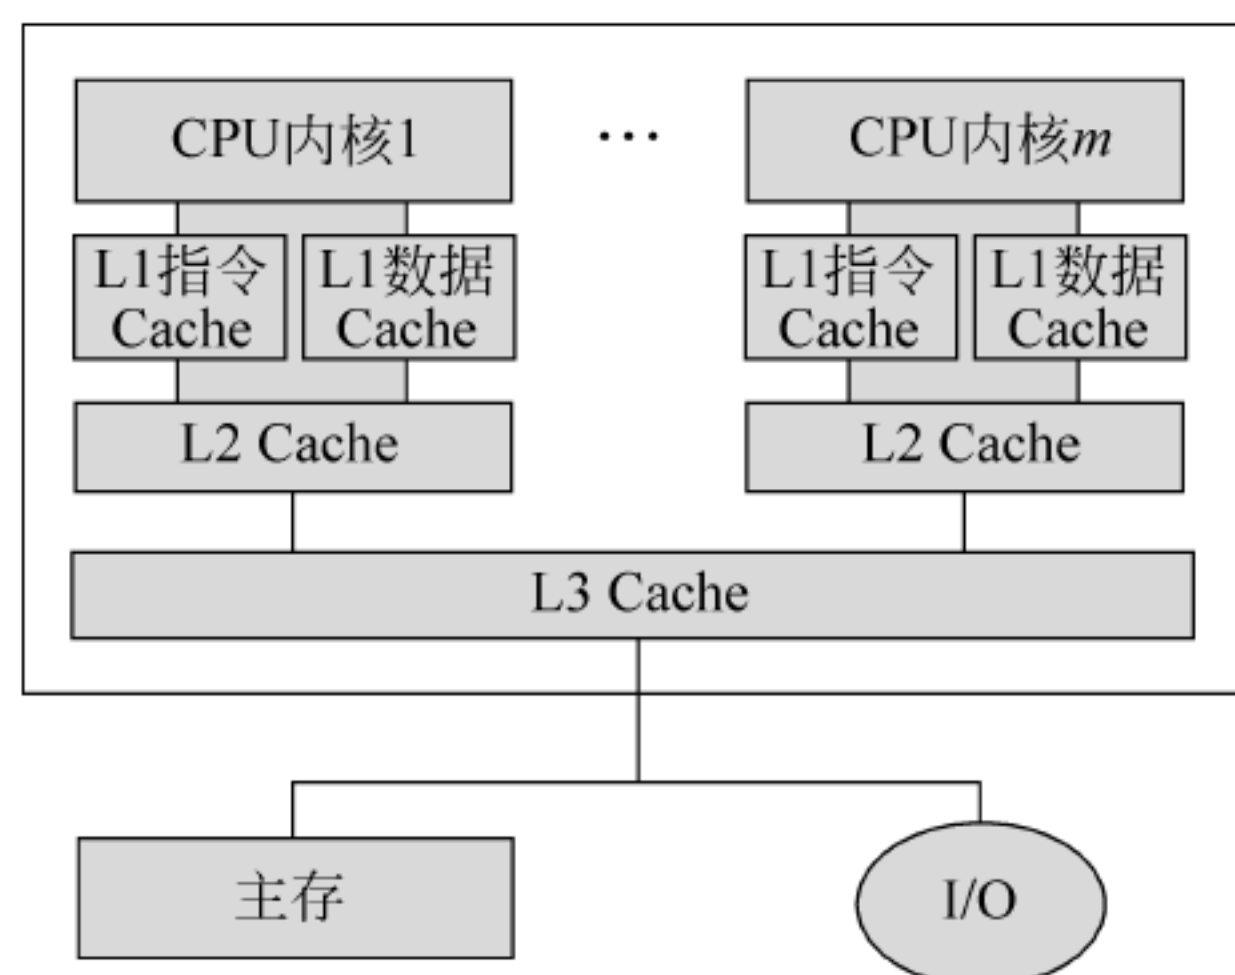 CPU内核1
…
CPU内核m
L1指令
Cache
L1数据
Cache
L1指令
Cache
L1数据
Cache
L2 Cache
L2 Cache
L3 Cache
主存
I/O